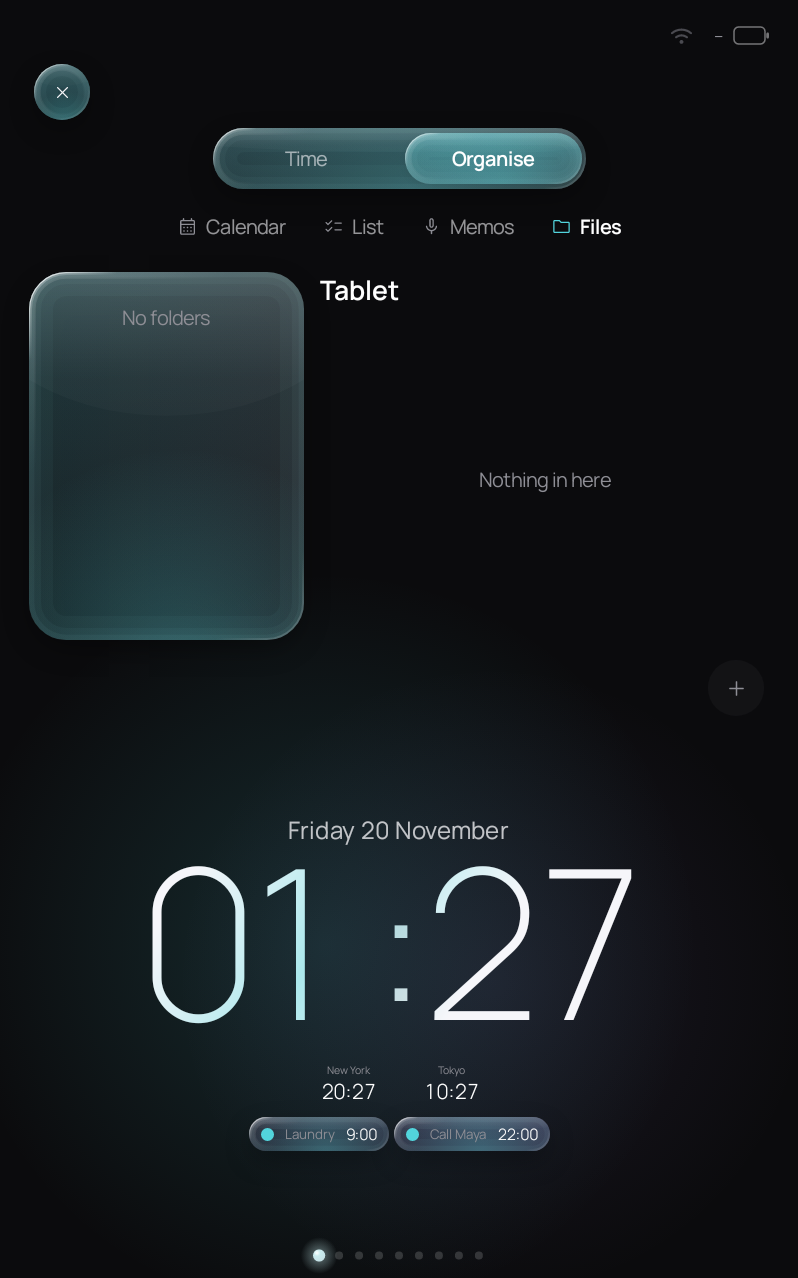 Time Organise
Calendar List Memos Files
Tablet
No folders
Nothing in here
Friday 20 November
01 :27
New York Tokyo
20:27 10:27
Laundry 9:00 Call Maya 22:00